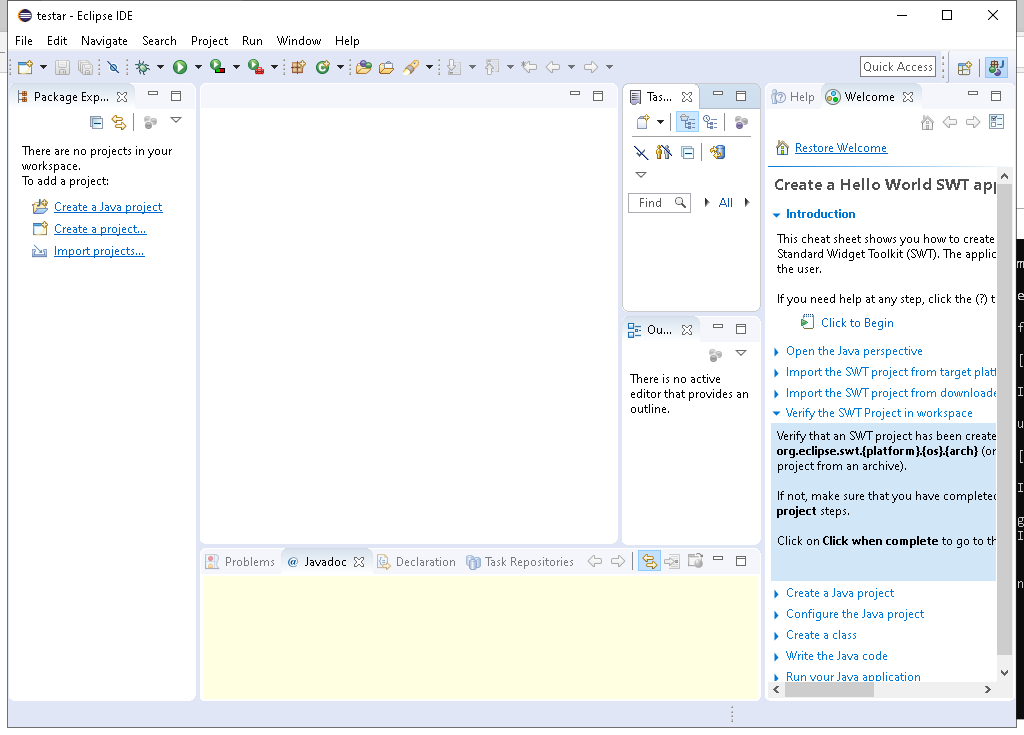 testar - Eclipse IDE
File Edit Navigate Search Project Run Window Help
Quick Access
Package Exp...
There are no projects in your
workspace.
To add a project:
Create a Java project
Create a project...
Import projects...
Tas...
Find
All
Ou...
There is no active
editor that provides an
outline.
Help
Welcome
Restore Welcome
Create a Hello World SWT app
Introduction
This cheat sheet shows you how to create
Standard Widget Toolkit (SWT). The applic
the user.
If you need help at any step, click the (?) t
Click to Begin
Open the Java perspective
Import the SWT project from target platf
Import the SWT project from downloade
Verify the SWT Project in workspace
Verify that an SWT project has been create
org.eclipse.swt.{platform}.{os}.{arch} (or
project from an archive).
If not, make sure that you have completed
project steps.
Click on Click when complete to go to th
Create a Java project
Configure the Java project
Create a class
Write the Java code
Run your Java application
Problems
@ Javadoc
Declaration
Task Repositories